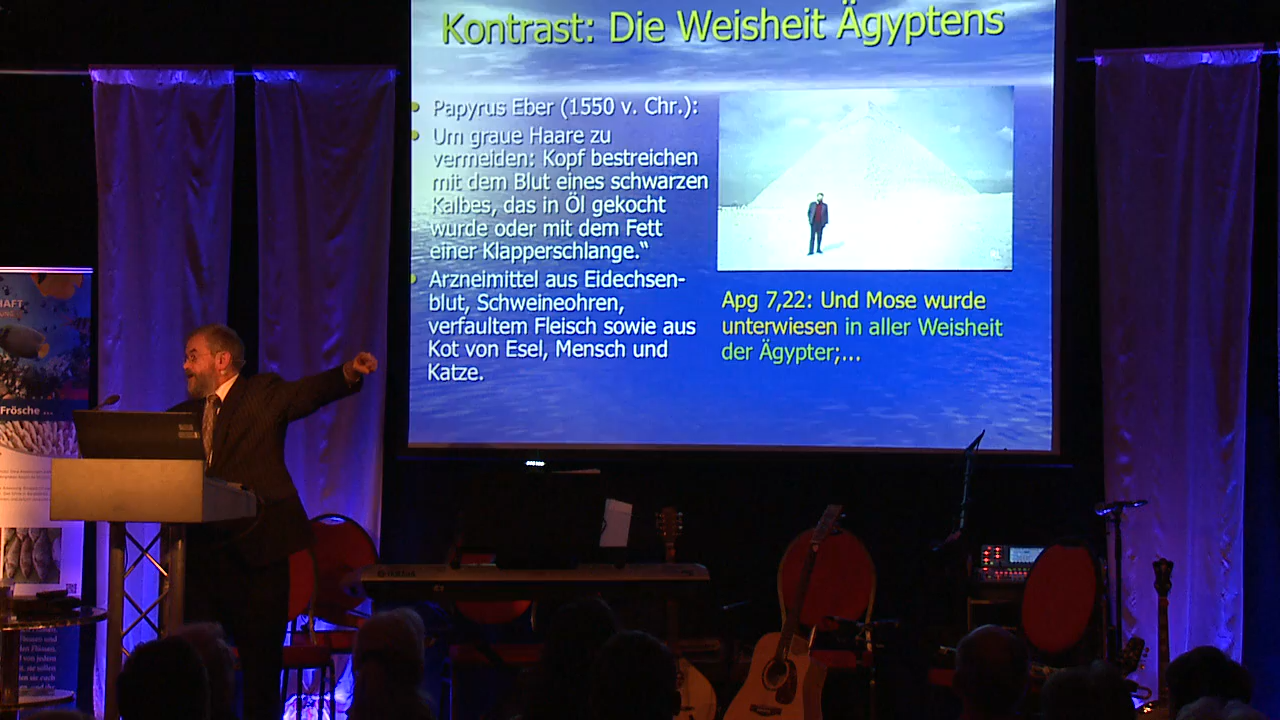 Kontrast: Die Weisheit Ägyptens
Papyrus Eber (1550 v. Chr.):
Um graue Haare zu
vermeiden: Kopf bestreichen
mit dem Blut eines schwarzen
Kalbes, das in Öl gekocht
wurde oder mit dem Fett
einer Klapperschlange.“
Arzneimittel aus Eidechsen-
blut, Schweineohren,
verfaultem Fleisch sowie aus
Kot von Esel, Mensch und
Katze.
Apg 7,22: Und Mose wurde
unterwiesen in aller Weisheit
der Ägypter;...
HAFT
Frösche ...